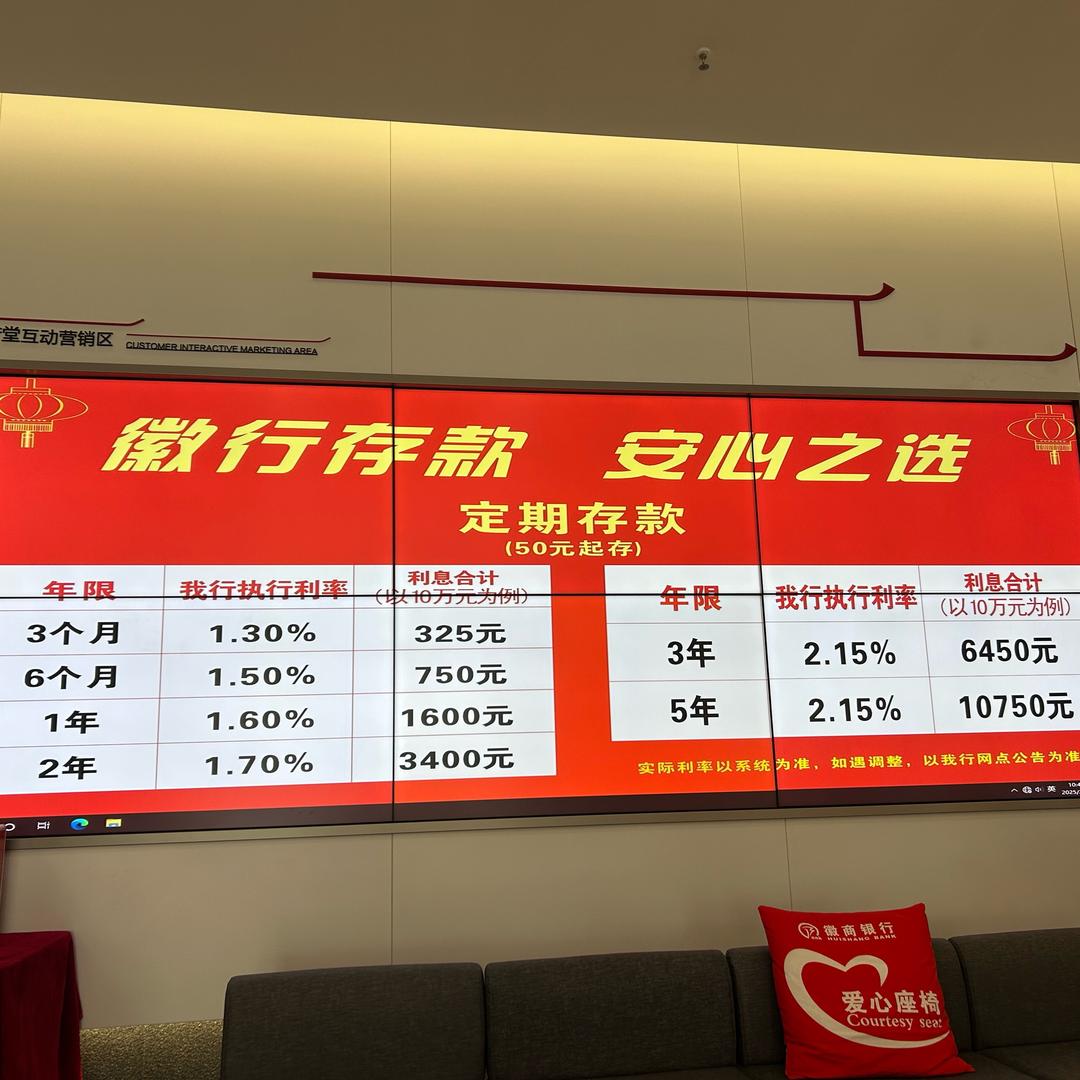 堂互动营销区
CUSTOMER INTERACTIVE MARKETING AREA
徽行存款 安心之选
定期存款
(50元起存)
年限 我行执行利率 利息合计
(以10万元为例)
3个月 1.30% 325元
6个月 1.50% 750元
1年 1.60% 1600元
2年 1.70% 3400元
年限 我行执行利率 利息合计
(以10万元为例)
3年 2.15% 6450元
5年 2.15% 10750元
实际利率以系统为准，如遇调整，以我行网点公告为准
英
徽商银行
HUISHANG BANK
爱心座椅
Courtesy seat